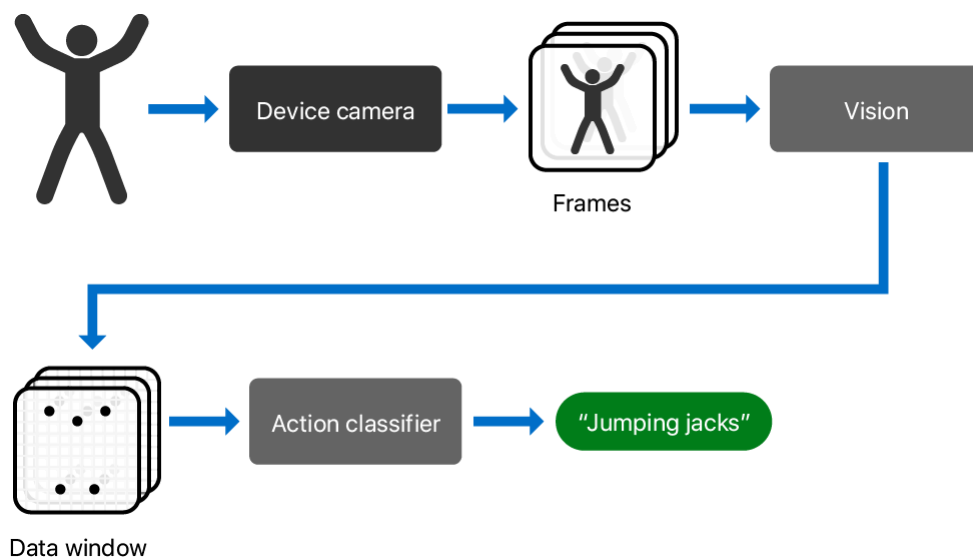 Device camera
Vision
Frames
Action classifier
“Jumping jacks”
Data window